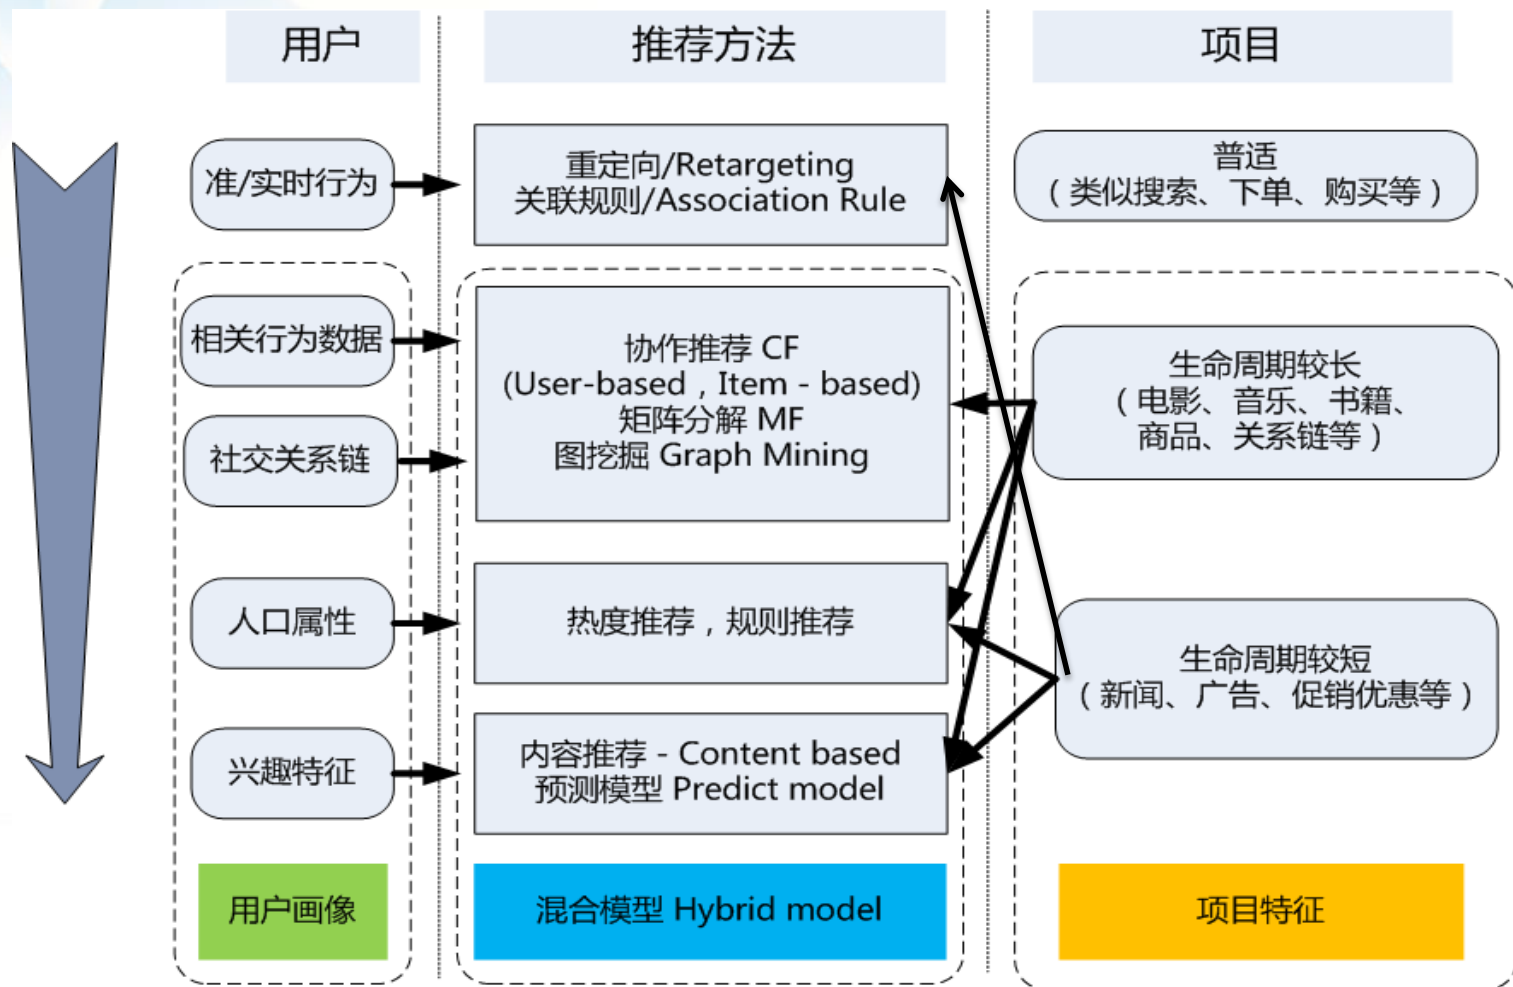 用户
推荐方法
项目
准/实时行为
重定向/Retargeting
关联规则/Association Rule
普适
（类似搜索、下单、购买等）
相关行为数据
社交关系链
协作推荐 CF
(User-based , Item - based)
矩阵分解 MF
图挖掘 Graph Mining
生命周期较长
（电影、音乐、书籍、
商品、关系链等）
人口属性
热度推荐，规则推荐
生命周期较短
（新闻、广告、促销优惠等）
兴趣特征
内容推荐 - Content based
预测模型 Predict model
用户画像
混合模型 Hybrid model
项目特征